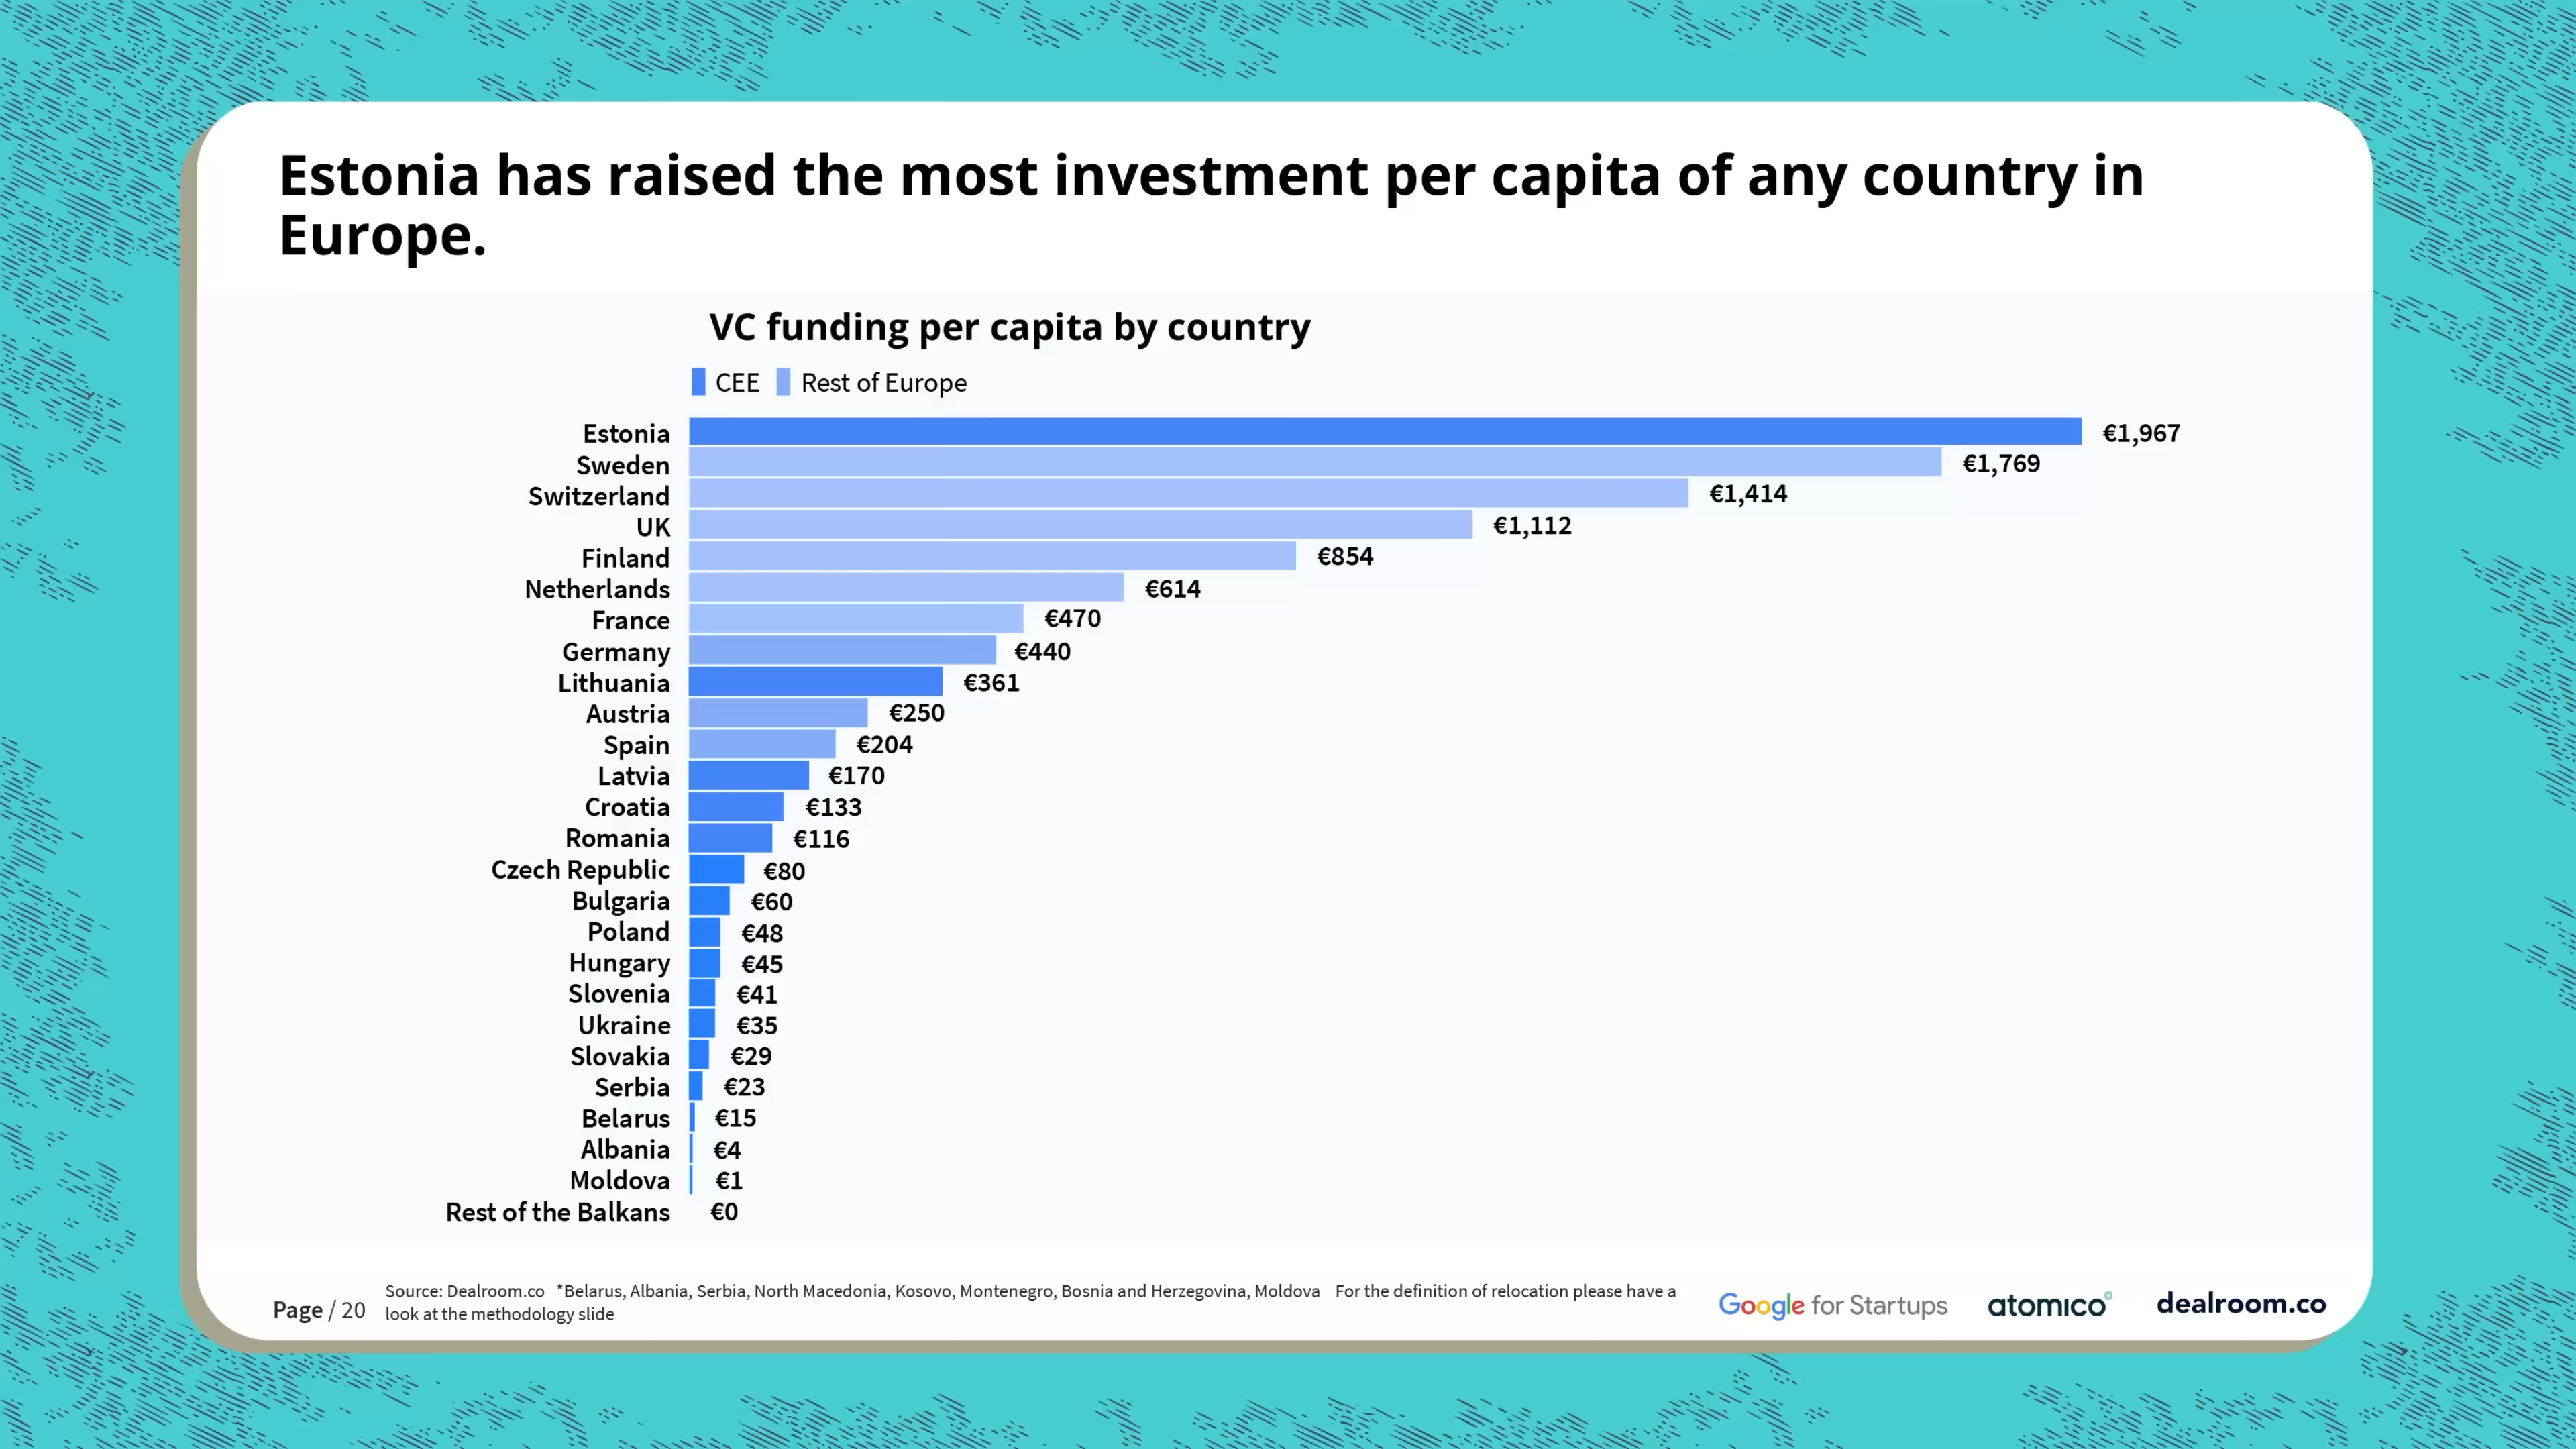 Estonia has raised the most investment per capita of any country in
Europe.
VC funding per capita by country
CEE Rest of Europe
Estonia €1,967
Sweden €1,769
Switzerland €1,414
UK €1,112
Finland €854
Netherlands €614
France €470
Germany €440
Lithuania €361
Austria €250
Spain €204
Latvia €170
Croatia €133
Romania €116
Czech Republic €80
Bulgaria €60
Poland €48
Hungary €45
Slovenia €41
Ukraine €35
Slovakia €29
Serbia €23
Belarus €15
Albania €4
Moldova €1
Rest of the Balkans €0
Page / 20
Source: Dealroom.co *Belarus, Albania, Serbia, North Macedonia, Kosovo, Montenegro, Bosnia and Herzegovina, Moldova For the definition of relocation please have a
look at the methodology slide
Google for Startups atomico dealroom.co